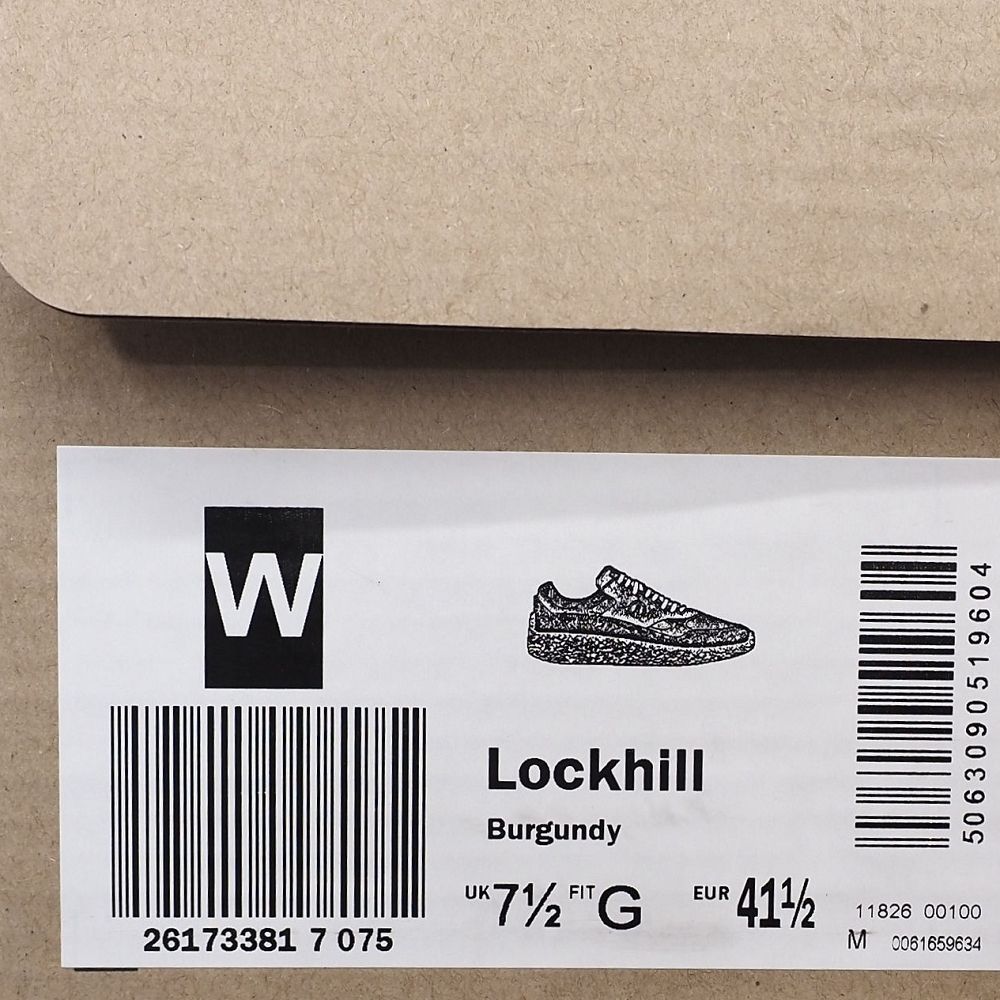 W
26173381 7 075
Lockhill
Burgundy
UK 7½ FIT G EUR 41½
5063090519604
11826 00100
M 0061659634